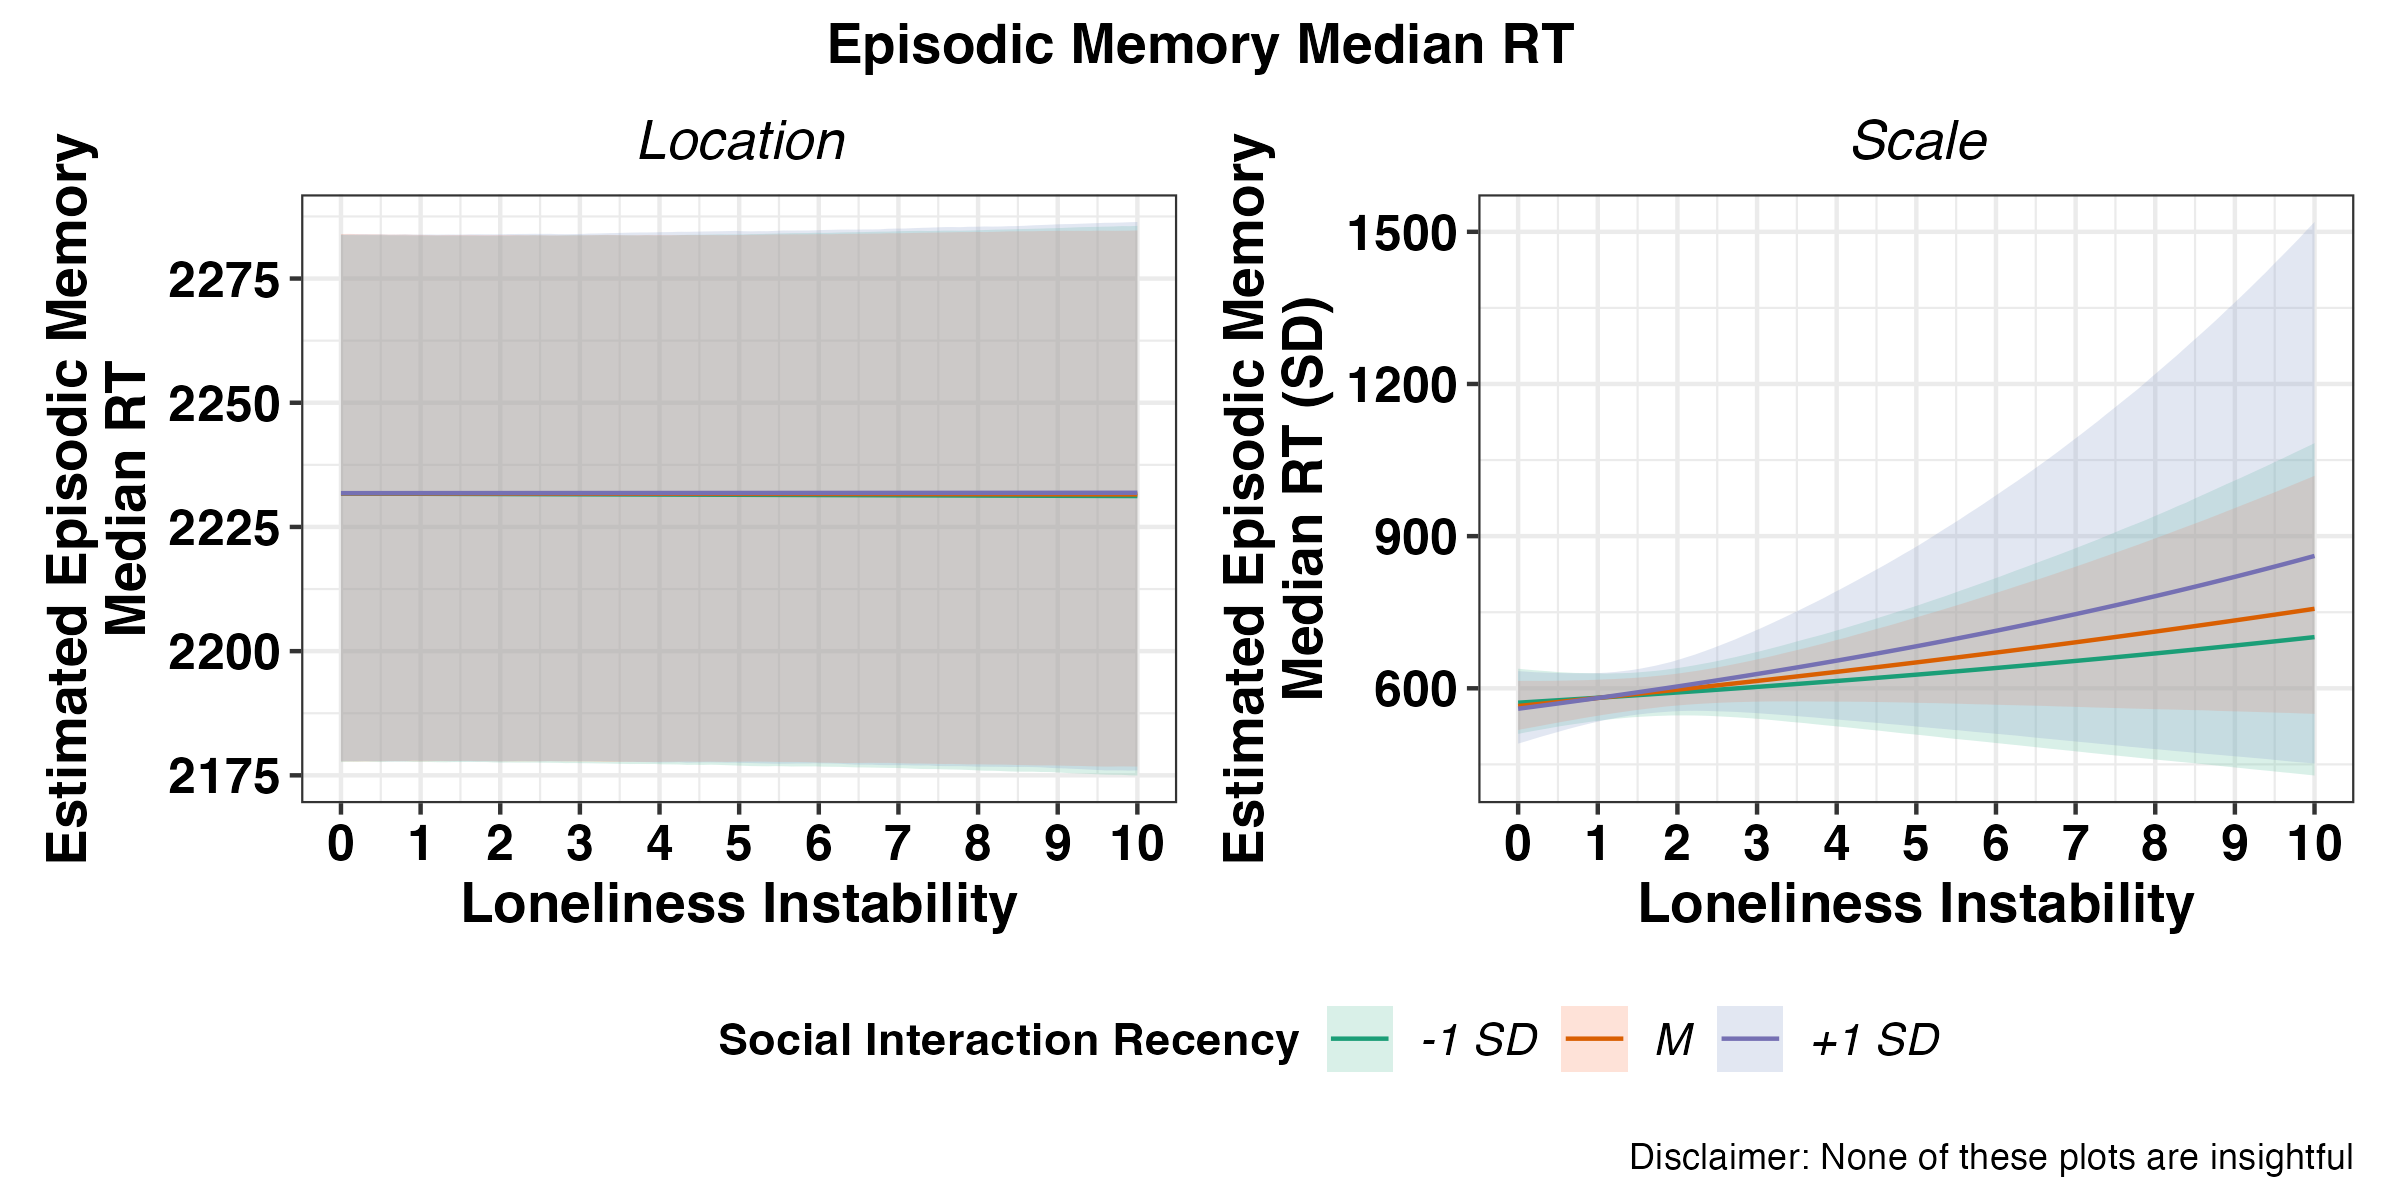 Episodic Memory Median RT
Location
Scale
Estimated Episodic Memory
Median RT
2275
2250
2225
2200
2175
0 1 2 3 4 5 6 7 8 9 10
Loneliness Instability
Estimated Episodic Memory
Median RT (SD)
1500
1200
900
600
0 1 2 3 4 5 6 7 8 9 10
Loneliness Instability
Social Interaction Recency -1 SD M +1 SD
Disclaimer: None of these plots are insightful